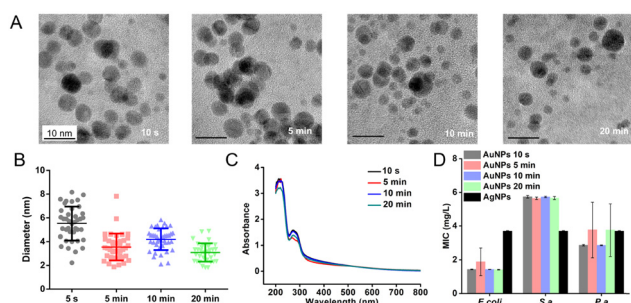 A
10 nm
10 s
5 min
10 min
20 min
B
Diameter (nm)
10
8
6
4
2
0
5 s
5 min
10 min
20 min
C
Absorbance
5
4
3
2
1
0
10 s
5 min
10 min
20 min
200 300 400 500 600 700 800
Wavelength (nm)
D
MIC (mg/L)
6
4
2
0
AuNPs 10 s
AuNPs 5 min
AuNPs 10 min
AuNPs 20 min
AgNPs
E.coli
S.a
P.a